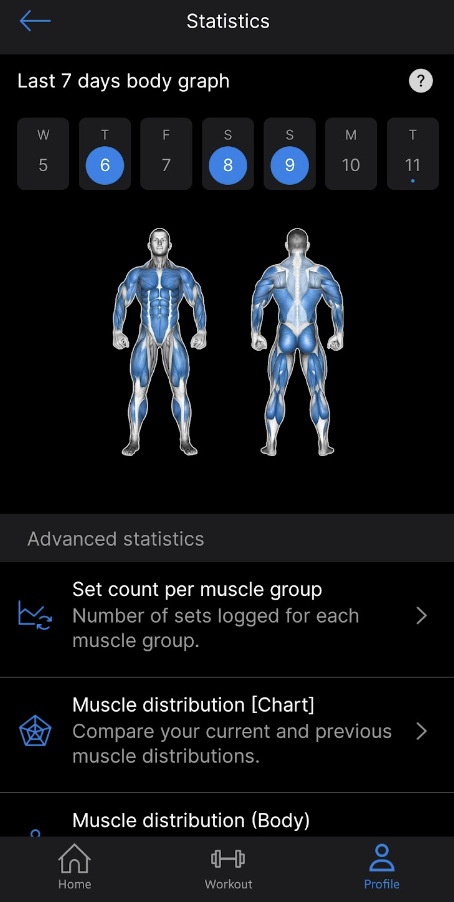 Statistics
Last 7 days body graph ?
W T F S S M T
5 6 7 8 9 10 11
Advanced statistics
Set count per muscle group
Number of sets logged for each
muscle group.
Muscle distribution [Chart]
Compare your current and previous
muscle distributions.
Muscle distribution (Body)
Home Workout Profile